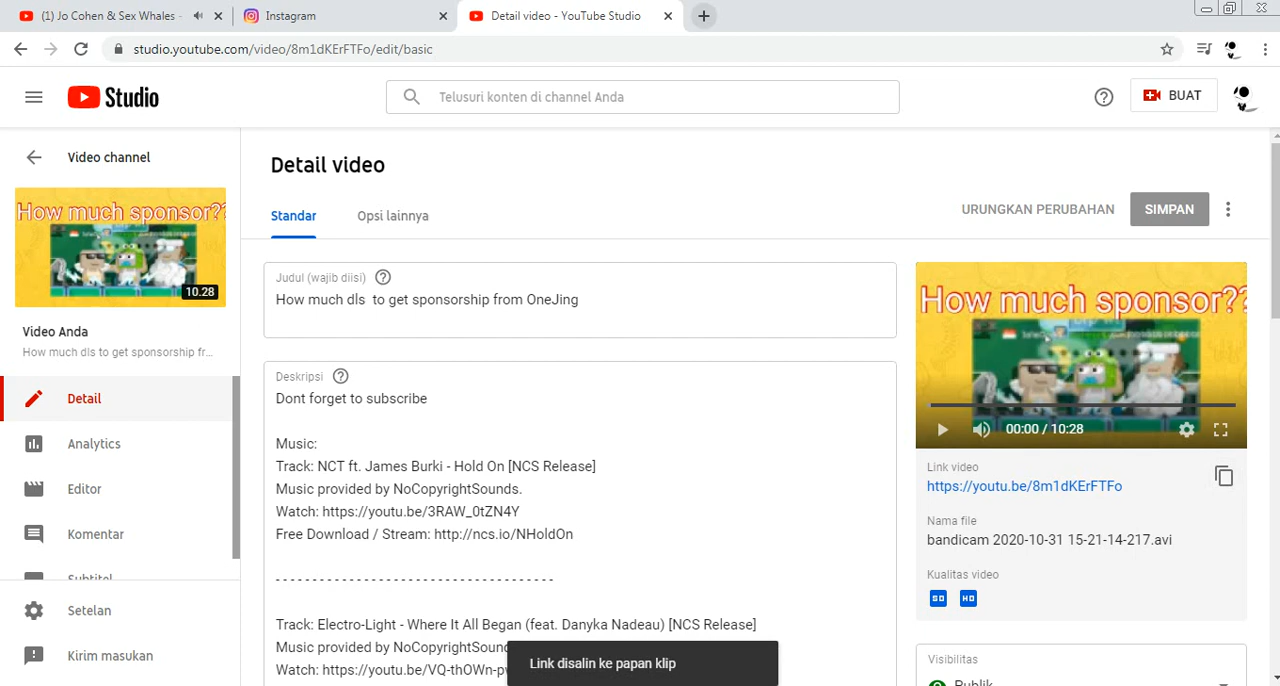 (1) Jo Cohen & Sex Whales -
Instagram
Detail video - YouTube Studio
studio.youtube.com/video/8m1dKErFTFo/edit/basic
Studio
Telusuri konten di channel Anda
BUAT
Video channel
How much sponsor??
10.28
Video Anda
How much dls to get sponsorship fr...
Detail
Analytics
Editor
Komentar
Subtitel
Setelan
Kirim masukan
Detail video
Standar
Opsi lainnya
URUNGKAN PERUBAHAN
SIMPAN
Judul (wajib diisi)
How much dls  to get sponsorship from OneJing
Deskripsi
Dont forget to subscribe
Music:
Track: NCT ft. James Burki - Hold On [NCS Release]
Music provided by NoCopyrightSounds.
Watch: https://youtu.be/3RAW_0tZN4Y
Free Download / Stream: http://ncs.io/NHoldOn
- - - - - - - - - - - - - - - - - - - - - - - - - - - - - - - - - - - - -
Track: Electro-Light - Where It All Began (feat. Danyka Nadeau) [NCS Release]
Music provided by NoCopyrightS
Watch: https://youtu.be/VQ-thOWn-p
Link disalin ke papan klip
How much sponsor??
00:00 / 10:28
Link video
https://youtu.be/8m1dKErFTFo
Nama file
bandicam 2020-10-31 15-21-14-217.avi
Kualitas video
SD
HD
Visibilitas
Publik